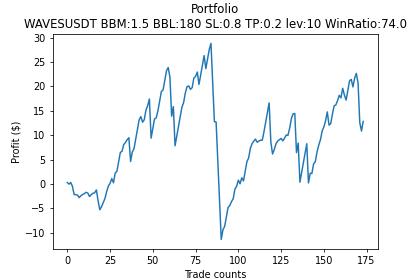 Portfolio
WAVESUSDT BBM:1.5 BBL:180 SL:0.8 TP:0.2 lev:10 WinRatio:74.0
30
25
20
15
10
5
0
−5
−10
Profit ($)
0 25 50 75 100 125 150 175
Trade counts